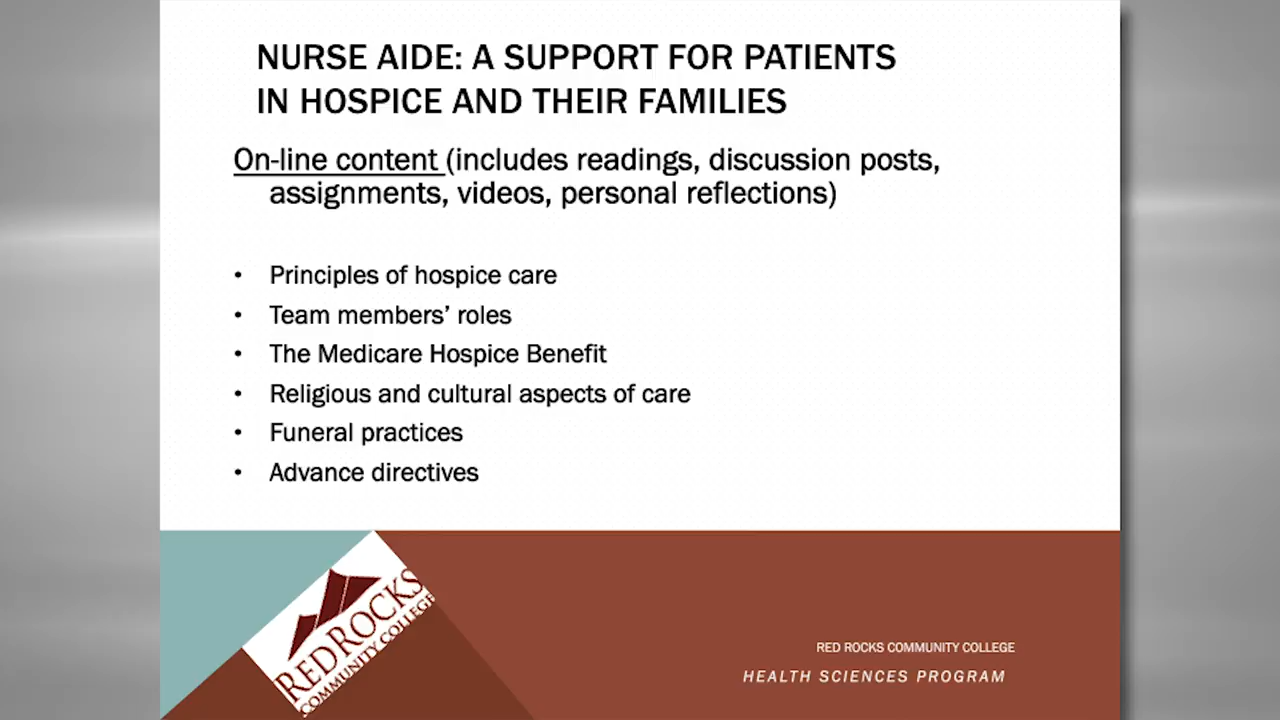 NURSE AIDE: A SUPPORT FOR PATIENTS
IN HOSPICE AND THEIR FAMILIES
On-line content (includes readings, discussion posts,
assignments, videos, personal reflections)
• Principles of hospice care
• Team members’ roles
• The Medicare Hospice Benefit
• Religious and cultural aspects of care
• Funeral practices
• Advance directives
RED ROCKS
COMMUNITY COLLEGE
RED ROCKS COMMUNITY COLLEGE
HEALTH SCIENCES PROGRAM